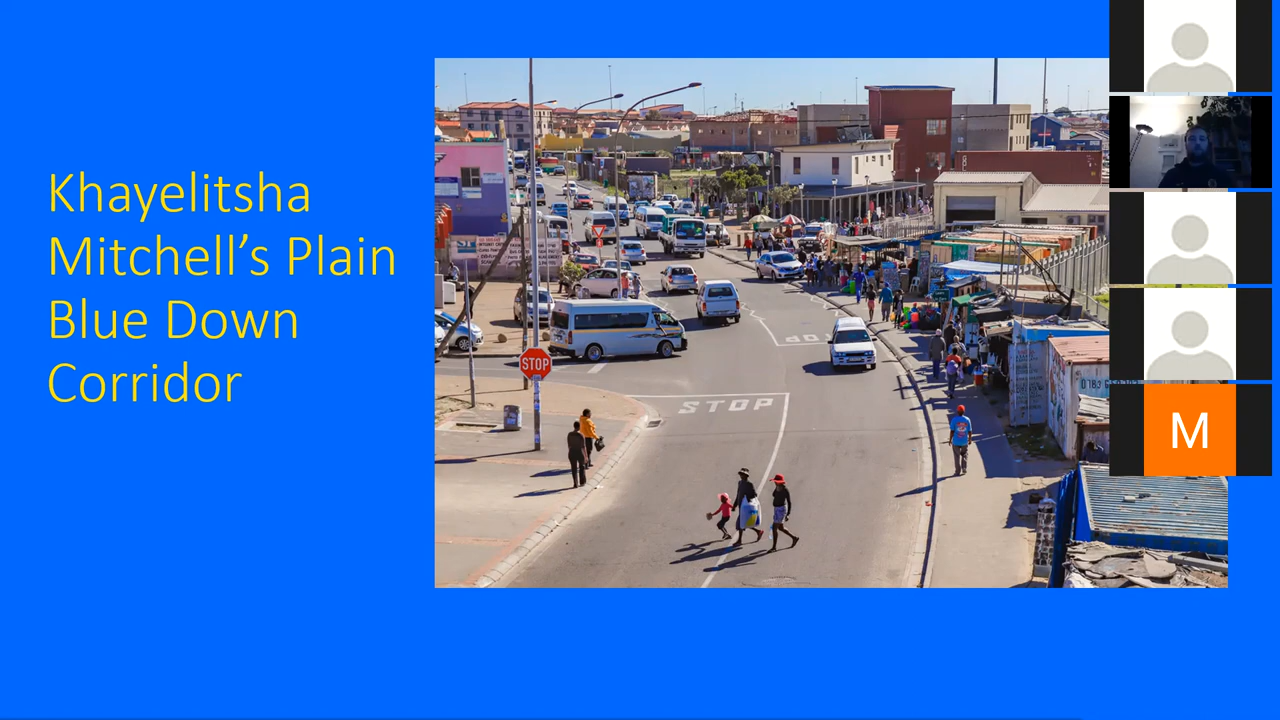 Khayelitsha
Mitchell’s Plain
Blue Down
Corridor
STOP
STOP
M